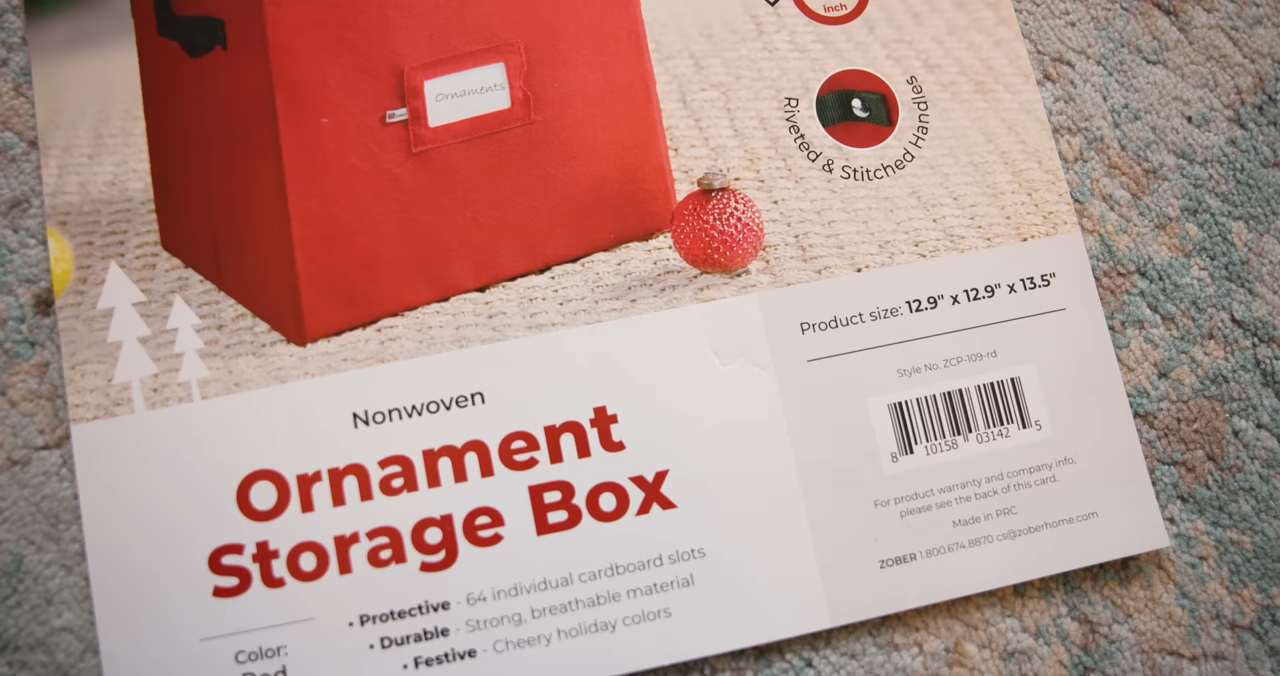 inch
Ornaments
Riveted & Stitched Handles
Product size: 12.9" x 12.9" x 13.5"
Style No. ZCP-109-rd
8 10158 03142 5
For product warranty and company info,
please see the back of this card.
Made in PRC
ZOBER 1.800.674.8870 cs@zoberhome.com
Nonwoven
Ornament
Storage Box
• Protective - 64 individual cardboard slots
• Durable - Strong, breathable material
• Festive - Cheery holiday colors
Color:
Red